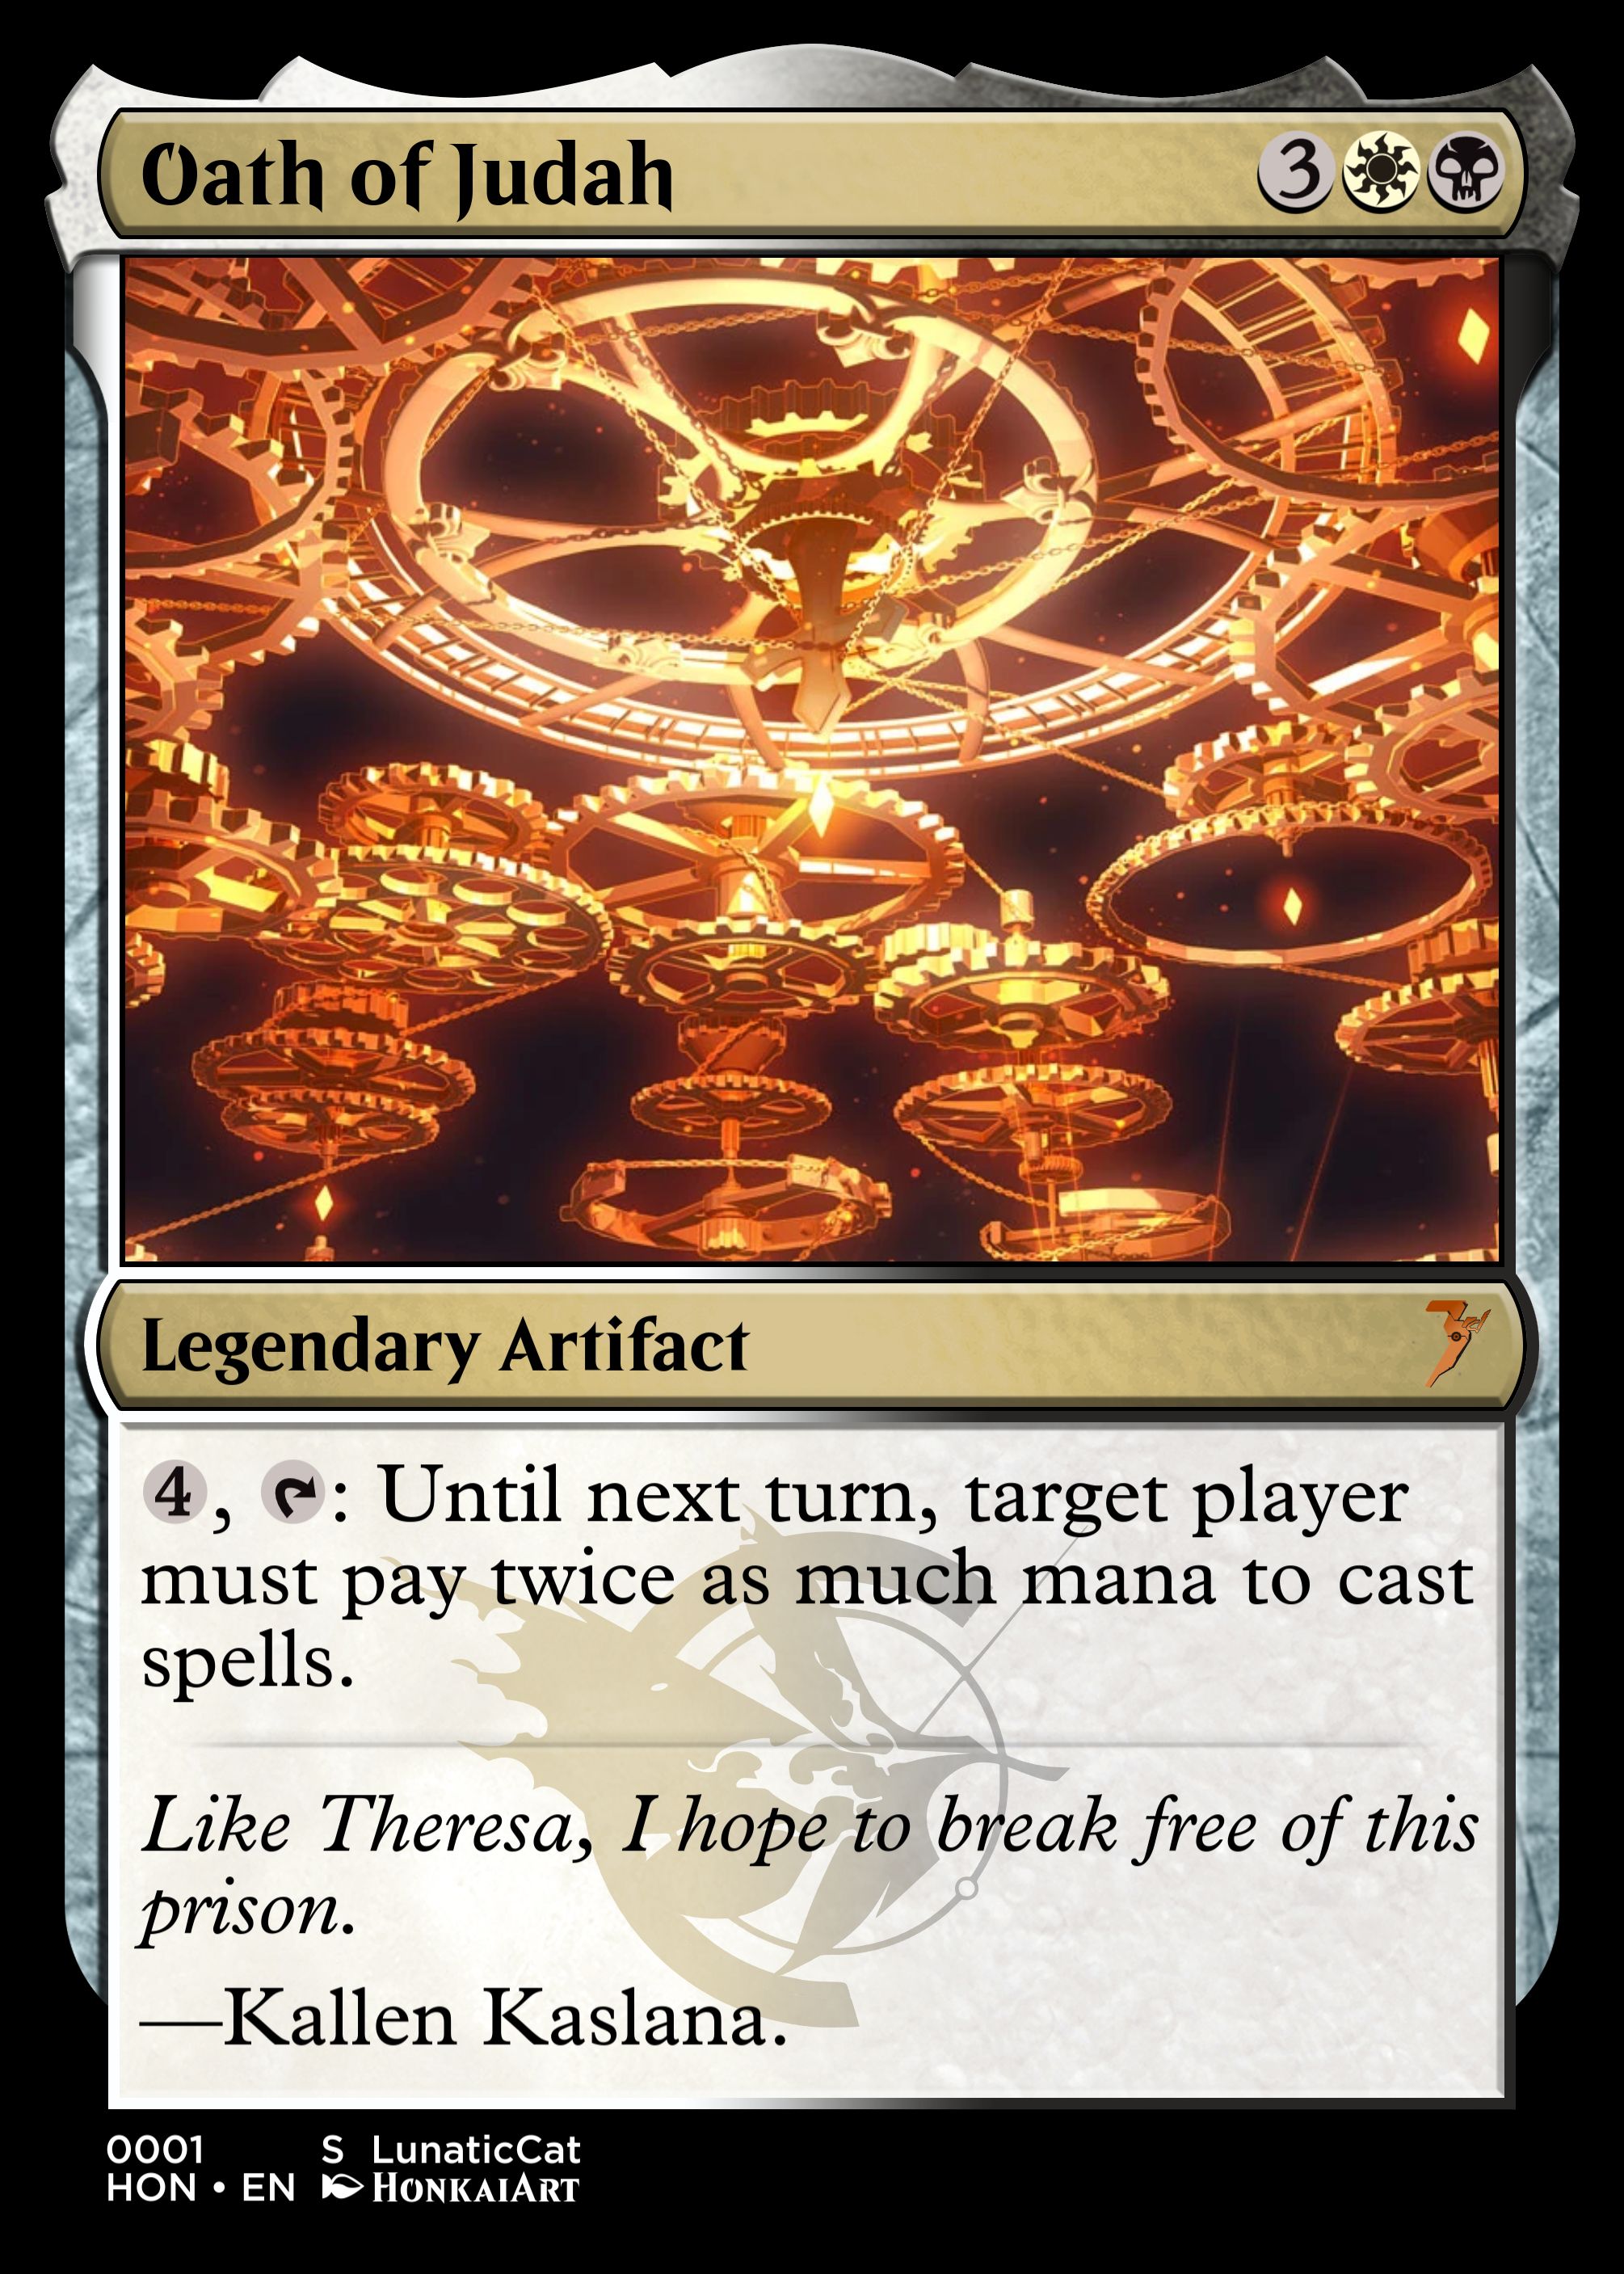 Oath of Judah 3
Legendary Artifact
4, : Until next turn, target player
must pay twice as much mana to cast
spells.
Like Theresa, I hope to break free of this
prison.
—Kallen Kaslana.
0001 S LunaticCat
HON • EN HonkaiArt